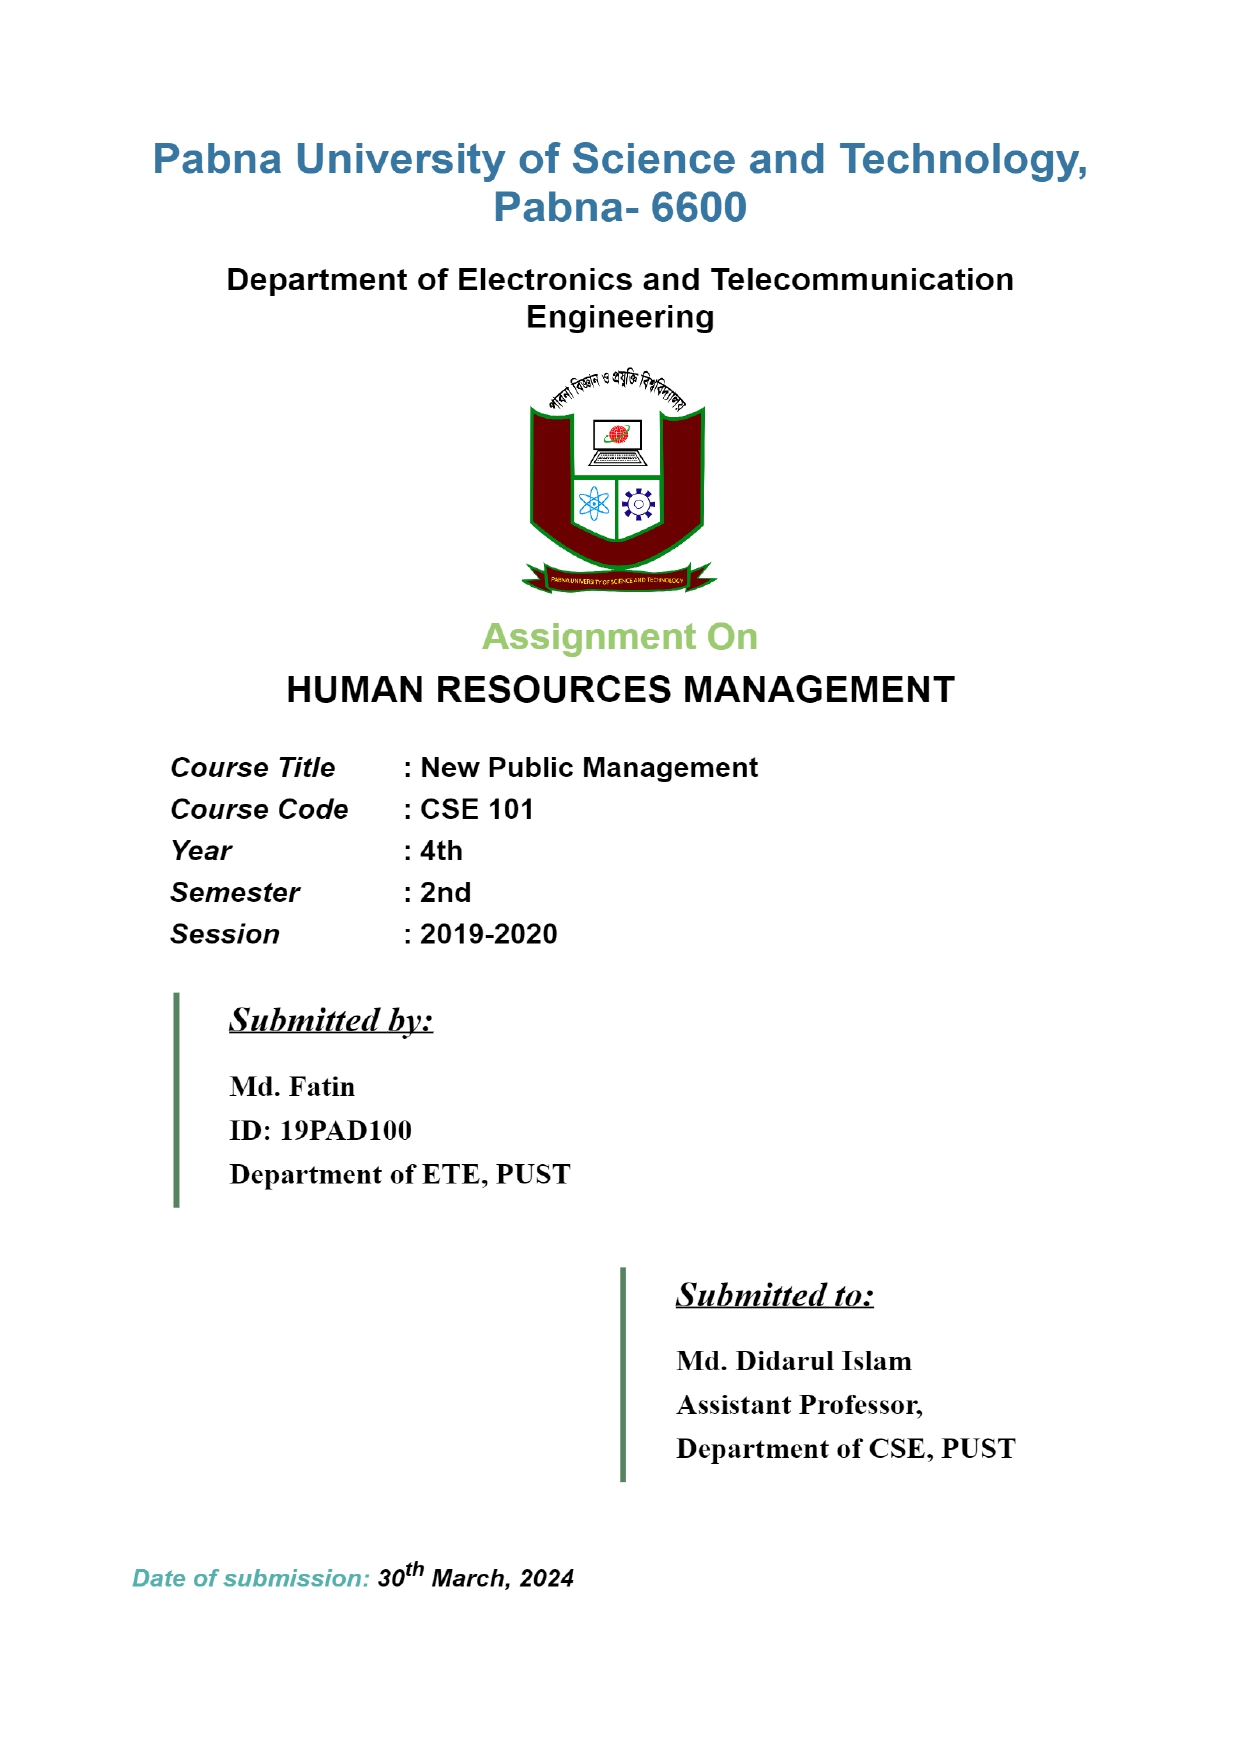 Pabna University of Science and Technology,
Pabna- 6600
Department of Electronics and Telecommunication
Engineering
পাবনা বিজ্ঞান ও প্রযুক্তি বিশ্ববিদ্যালয়
PABNA UNIVERSITY OF SCIENCE AND TECHNOLOGY
Assignment On
HUMAN RESOURCES MANAGEMENT
Course Title : New Public Management
Course Code : CSE 101
Year : 4th
Semester : 2nd
Session : 2019-2020
Submitted by:
Md. Fatin
ID: 19PAD100
Department of ETE, PUST
Submitted to:
Md. Didarul Islam
Assistant Professor,
Department of CSE, PUST
Date of submission: 30th March, 2024